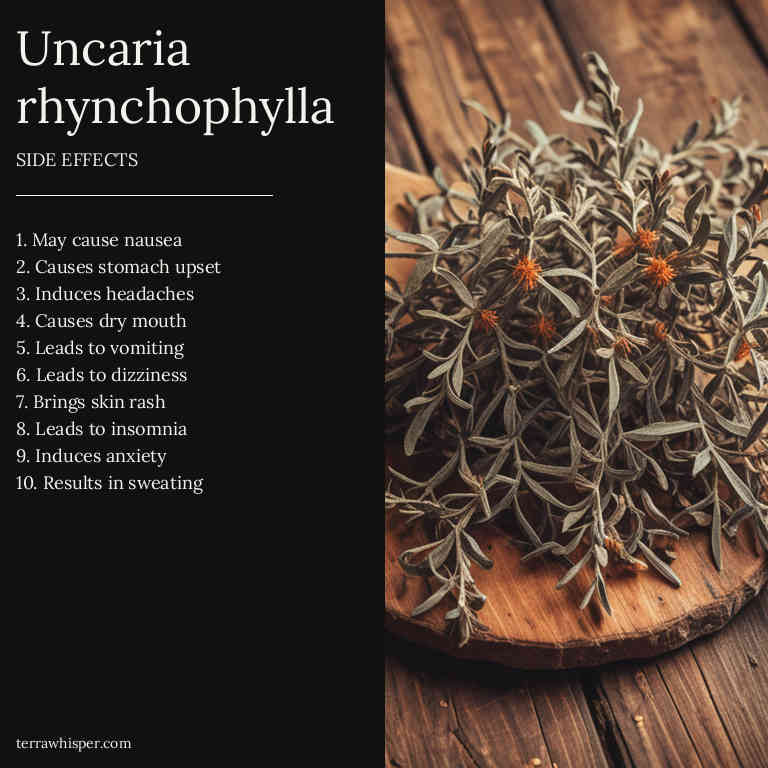 Uncaria
rhynchophylla
SIDE EFFECTS
1. May cause nausea
2. Causes stomach upset
3. Induces headaches
4. Causes dry mouth
5. Leads to vomiting
6. Leads to dizziness
7. Brings skin rash
8. Leads to insomnia
9. Induces anxiety
10. Results in sweating
terrawhisper.com